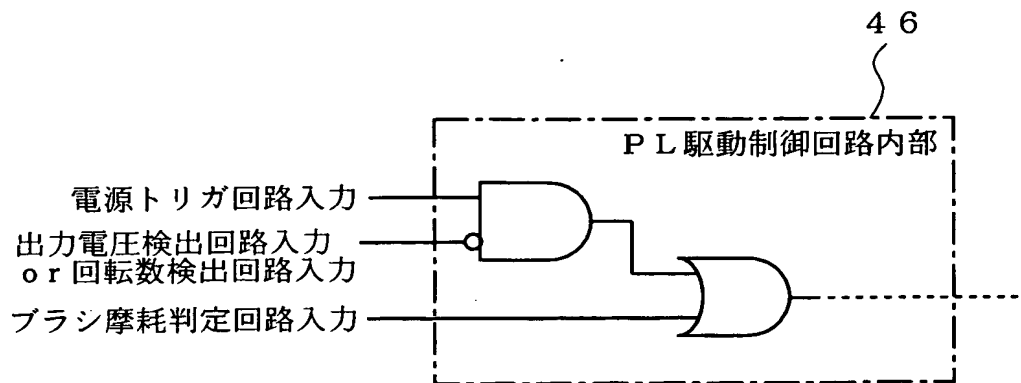 ４６
ＰＬ駆動制御回路内部
電源トリガ回路入力
出力電圧検出回路入力
ｏｒ回転数検出回路入力
ブラシ摩耗判定回路入力